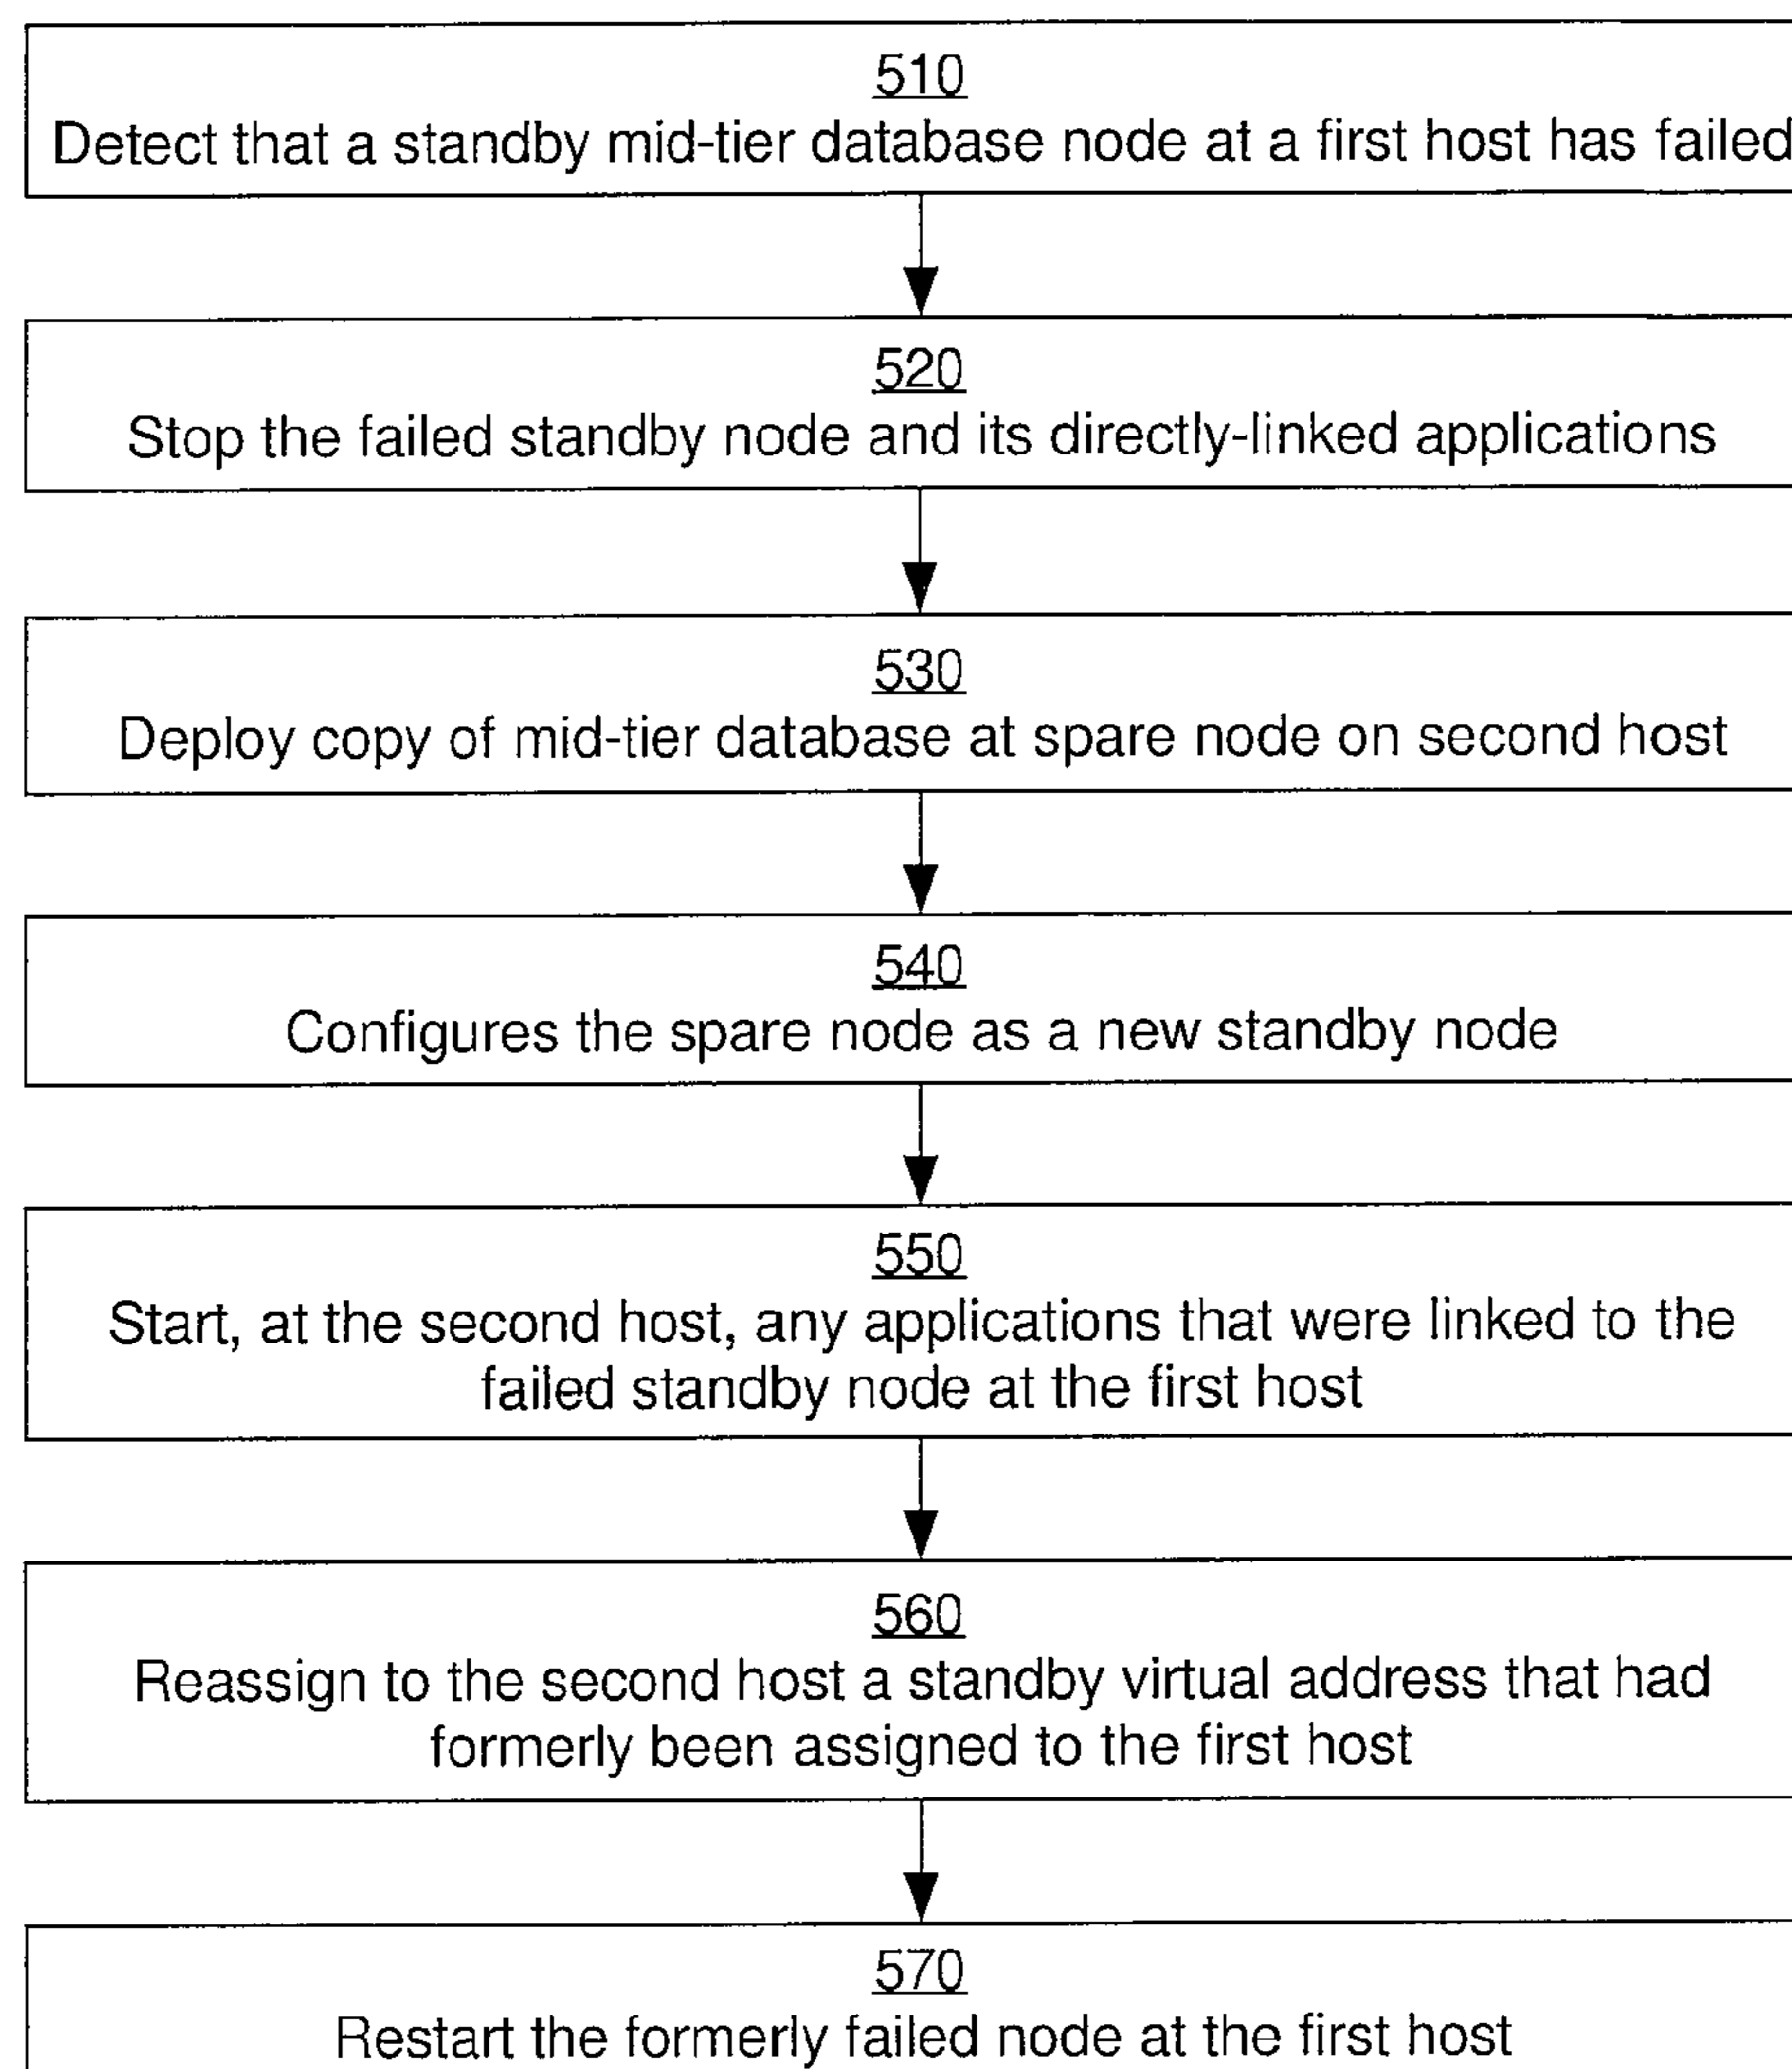 510
Detect that a standby mid-tier database node at a first host has failed
520
Stop the failed standby node and its directly-linked applications
530
Deploy copy of mid-tier database at spare node on second host
540
Configures the spare node as a new standby node
550
Start, at the second host, any applications that were linked to the
failed standby node at the first host
560
Reassign to the second host a standby virtual address that had
formerly been assigned to the first host
570
Restart the formerly failed node at the first host